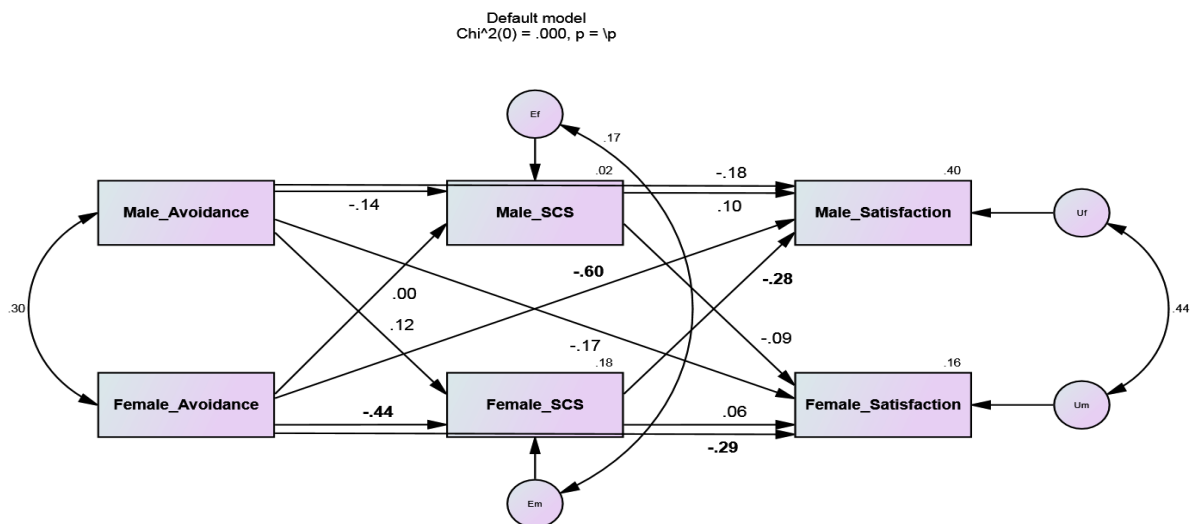 Default model
Chi^2(0) = .000, p = \p
Ef
.17
.02
-.18
.40
Male_Avoidance
-.14
Male_SCS
.10
Male_Satisfaction
Uf
-.60
-.28
.00
.30
.44
.12
-.17
-.09
.18
.16
Female_Avoidance
-.44
Female_SCS
.06
Female_Satisfaction
Um
-.29
Em